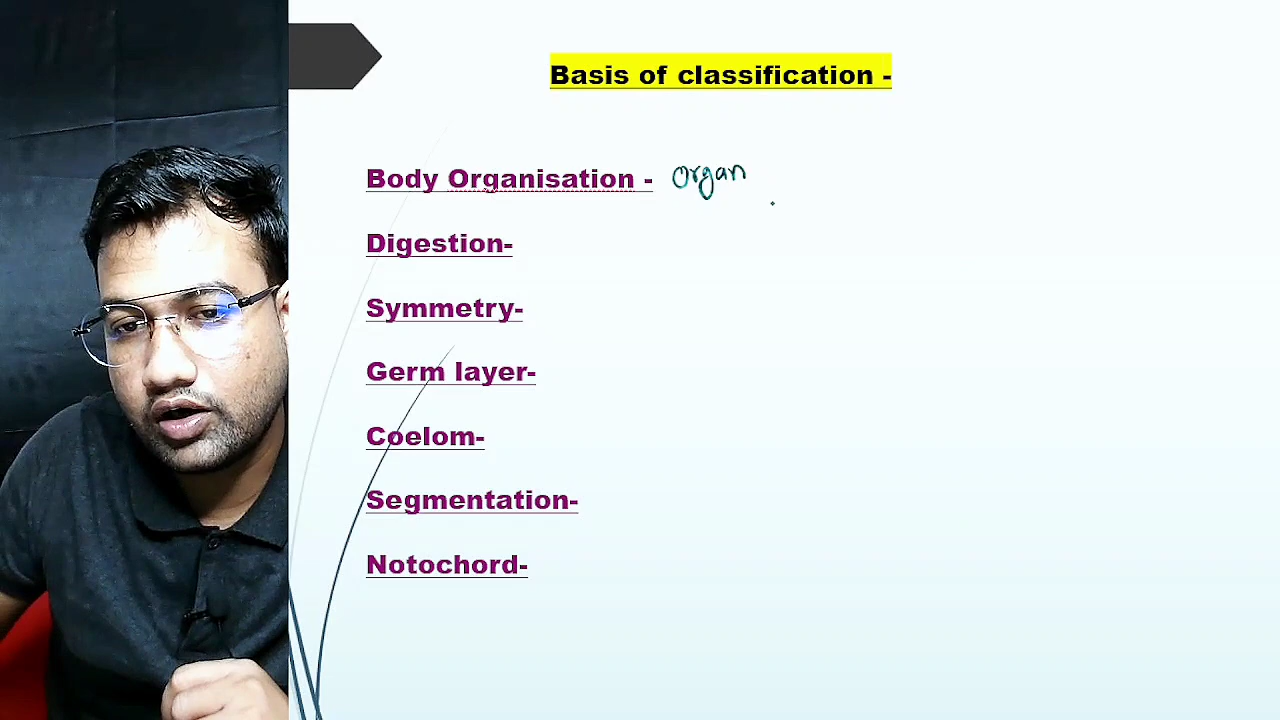 Basis of classification -
Body Organisation - Organ
Digestion-
Symmetry-
Germ layer-
Coelom-
Segmentation-
Notochord-